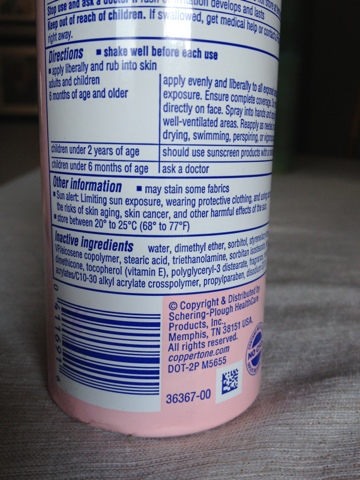 Stop use and ask a doctor if rash
develops and lasts
Keep out of reach of children. If swallowed, get medical help or contact
right away.
Directions ■ shake well before each use
■ apply liberally and rub into skin
adults and children
6 months of age and older
apply evenly and liberally to all exposed
exposure. Ensure complete coverage.
directly on face. Spray into hands and
well-ventilated areas. Reapply as needed
drying, swimming, perspiring, or
children under 2 years of age should use sunscreen products with
children under 6 months of age ask a doctor
Other information ■ may stain some fabrics
■ Sun alert: Limiting sun exposure, wearing protective clothing, and using
the risks of skin aging, skin cancer, and other harmful effects of the sun
■ store between 20° to 25°C (68° to 77°F)
Inactive ingredients water, dimethyl ether, sorbitol,
VP/eicosene copolymer, stearic acid, triethanolamine, sorbitan
dimethicone, tocopherol (vitamin E), polyglyceryl-3 distearate,
acrylates/C10-30 alkyl acrylate crosspolymer, propylparaben,
© Copyright & Distributed by
Schering-Plough HealthCare
Products, Inc.,
Memphis, TN 38151 USA.
All rights reserved.
coppertone.com
DOT-2P M5655
36367-00